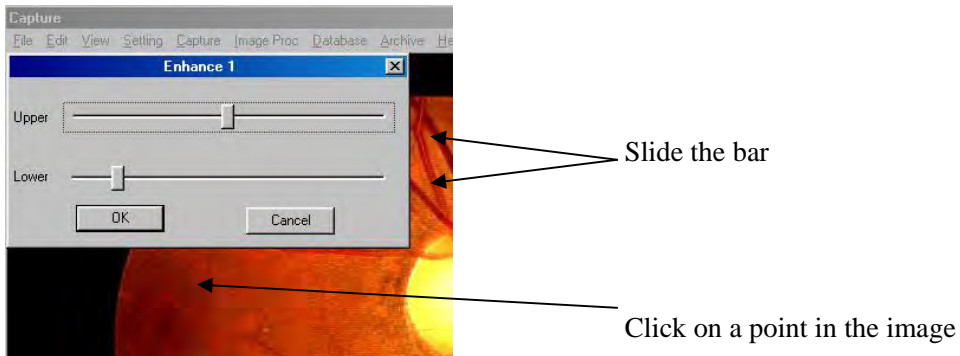 Capture
File Edit View Setting Capture Image Proc Database Archive He
Enhance 1
Upper
Slide the bar
Lower
OK Cancel
Click on a point in the image